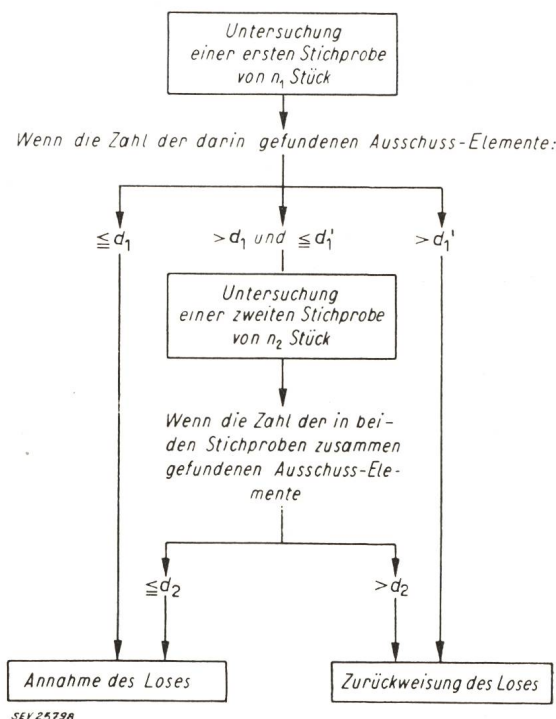 Untersuchung
einer ersten Stichprobe
von n₁ Stück
Wenn die Zahl der darin gefundenen Ausschuss-Elemente:
≦d₁
>d₁ und ≦d₁'
>d₁'
Untersuchung
einer zweiten Stichprobe
von n₂ Stück
Wenn die Zahl der in bei-
den Stichproben zusammen
gefundenen Ausschuss-Ele-
mente
≦d₂
>d₂
Annahme des Loses
Zurückweisung des Loses
SEV 25798